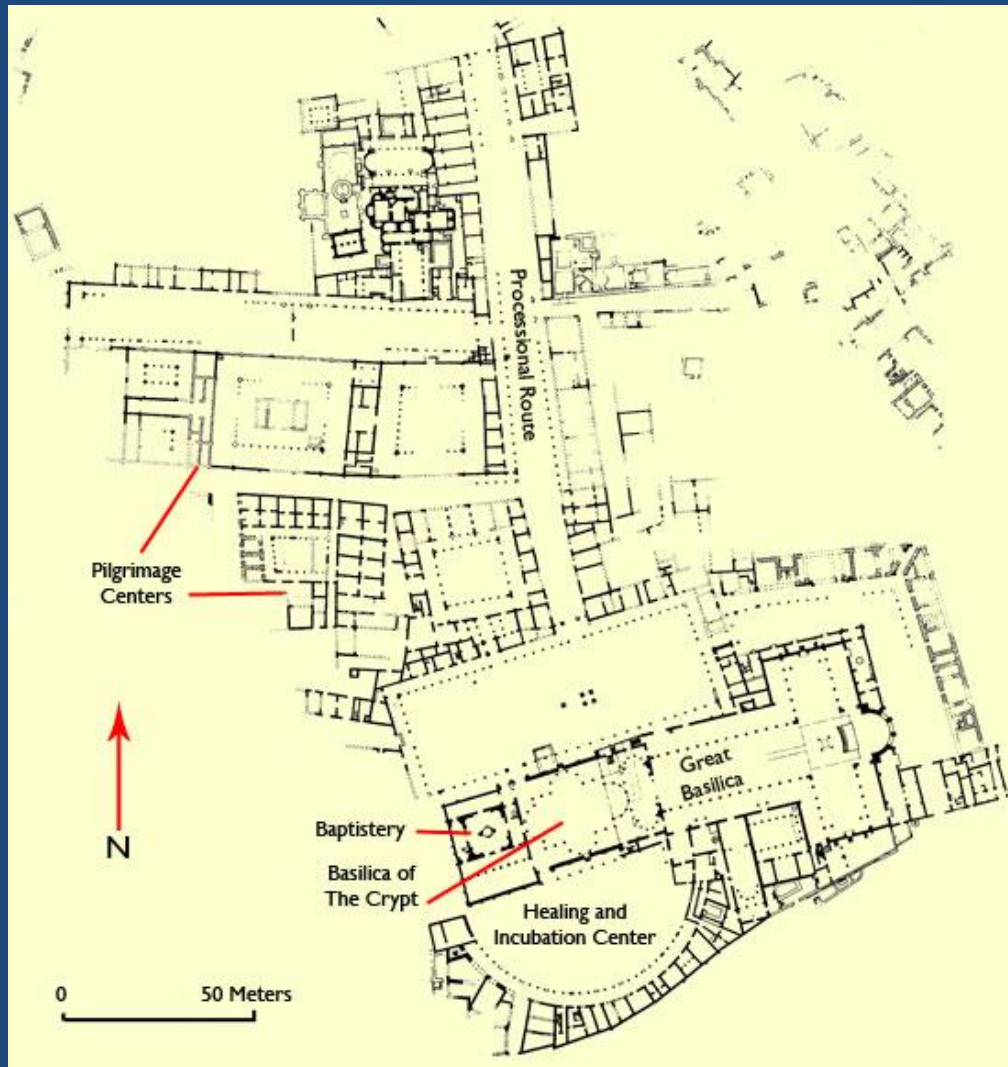 Processional Route
Pilgrimage
Centers
N
Great
Basilica
Baptistery
Basilica of
The Crypt
Healing and
Incubation Center
0 50 Meters